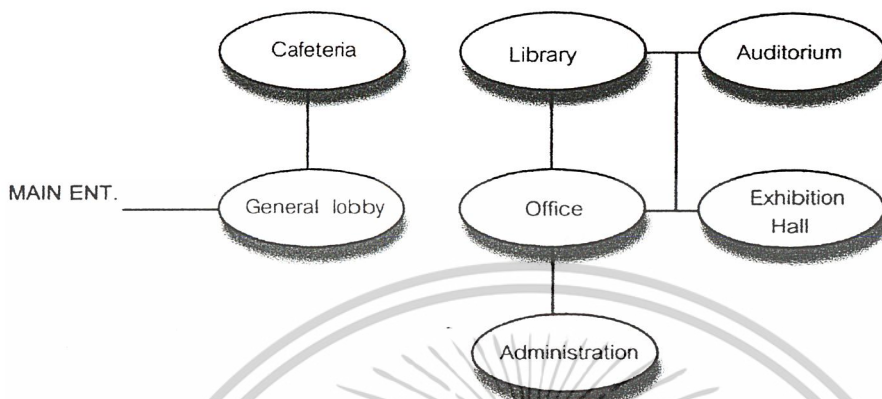 Cafeteria
Library
Auditorium
MAIN ENT.
General lobby
Office
Exhibition
Hall
Administration